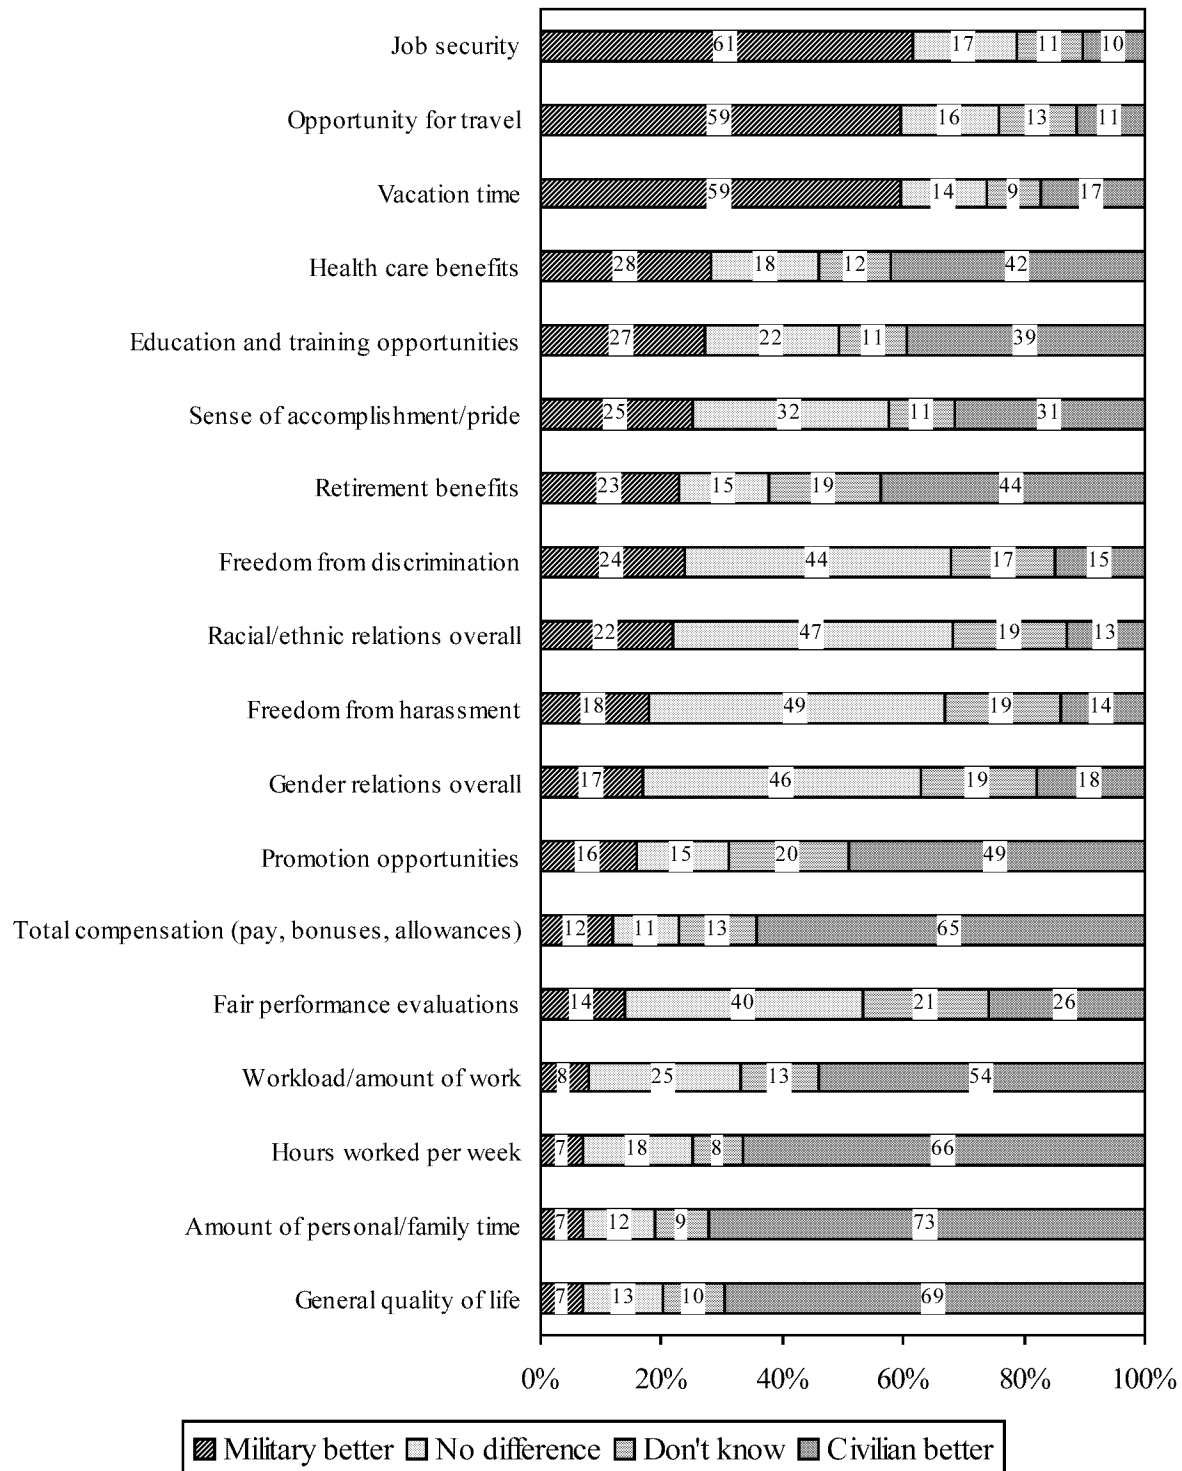 Job security 61 17 11 10
Opportunity for travel 59 16 13 11
Vacation time 59 14 9 17
Health care benefits 28 18 12 42
Education and training opportunities 27 22 11 39
Sense of accomplishment/pride 25 32 11 31
Retirement benefits 23 15 19 44
Freedom from discrimination 24 44 17 15
Racial/ethnic relations overall 22 47 19 13
Freedom from harassment 18 49 19 14
Gender relations overall 17 46 19 18
Promotion opportunities 16 15 20 49
Total compensation (pay, bonuses, allowances) 12 11 13 65
Fair performance evaluations 14 40 21 26
Workload/amount of work 8 25 13 54
Hours worked per week 7 18 8 66
Amount of personal/family time 7 12 9 73
General quality of life 7 13 10 69
0% 20% 40% 60% 80% 100%
Military better No difference Don't know Civilian better